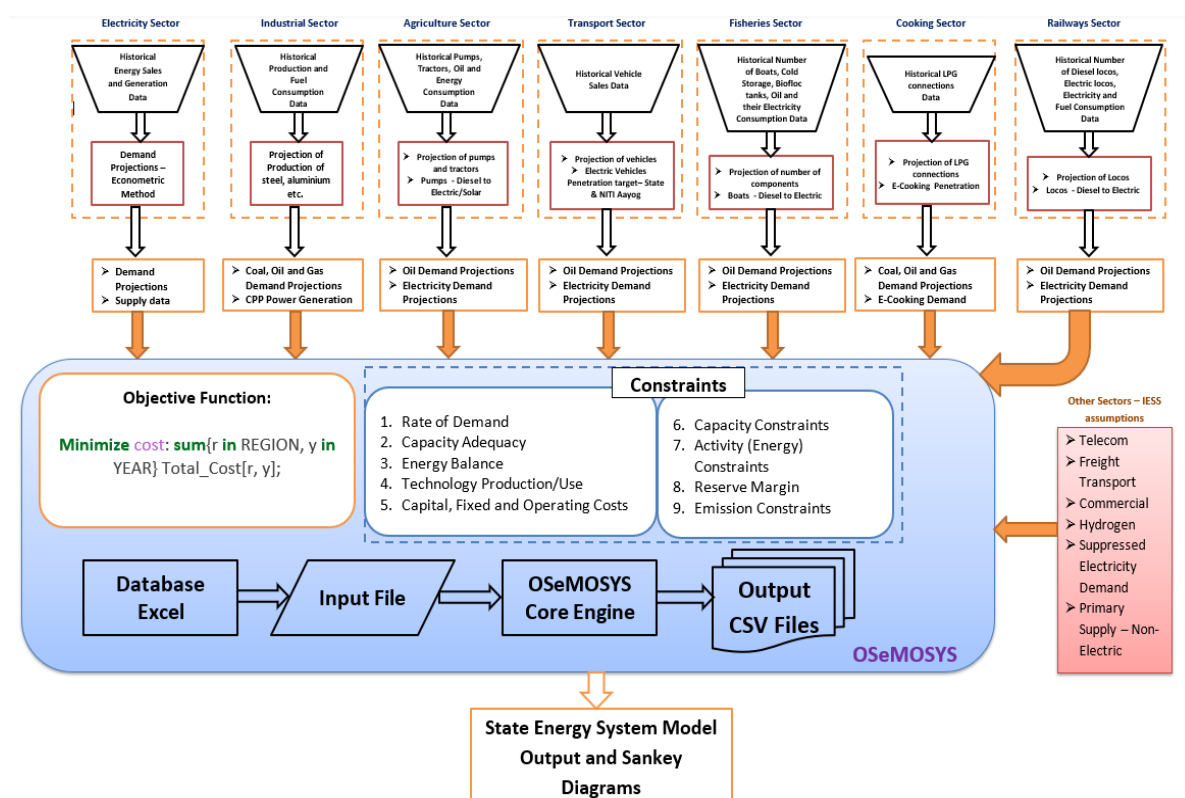 Electricity Sector
Industrial Sector
Agriculture Sector
Transport Sector
Fisheries Sector
Cooking Sector
Railways Sector
Historical
Energy Sales
and Generation
Data
Historical
Production and
Fuel
Consumption
Data
Historical Pumps,
Tractors, Oil and
Energy
Consumption
Data
Historical Vehicle
Sales Data
Historical Number
of Boats, Cold
Storage, Biofloc
tanks, Oil and
their Electricity
Consumption Data
Historical LPG
connections
Data
Historical Number
of Diesel locos,
Electric locos,
Electricity and
Fuel Consumption
Data
Demand
Projections –
Econometric
Method
Projection of
Production of
steel, aluminium
etc.
➢ Projection of pumps
and tractors
➢ Pumps - Diesel to
Electric/Solar
➢ Projection of vehicles
➢ Electric Vehicles
Penetration target– State
& NITI Aayog
➢ Projection of number of
components
➢ Boats - Diesel to Electric
➢ Projection of LPG
connections
➢ E-Cooking Penetration
➢ Projection of Locos
➢ Locos - Diesel to Electric
➢ Demand
Projections
➢ Supply data
➢ Coal, Oil and Gas
Demand Projections
➢ CPP Power Generation
➢ Oil Demand Projections
➢ Electricity Demand
Projections
➢ Oil Demand Projections
➢ Electricity Demand
Projections
➢ Oil Demand Projections
➢ Electricity Demand
Projections
➢ Coal, Oil and Gas
Demand Projections
➢ E-Cooking Demand
➢ Oil Demand Projections
➢ Electricity Demand
Projections
Objective Function:
Minimize cost: sum{r in REGION, y in
YEAR} Total_Cost[r, y];
Constraints
1. Rate of Demand
2. Capacity Adequacy
3. Energy Balance
4. Technology Production/Use
5. Capital, Fixed and Operating Costs
6. Capacity Constraints
7. Activity (Energy)
Constraints
8. Reserve Margin
9. Emission Constraints
Other Sectors – IESS
assumptions
➢ Telecom
➢ Freight
Transport
➢ Commercial
➢ Hydrogen
➢ Suppressed
Electricity
Demand
➢ Primary
Supply – Non-
Electric
Database
Excel
Input File
OSeMOSYS
Core Engine
Output
CSV Files
OSeMOSYS
State Energy System Model
Output and Sankey
Diagrams